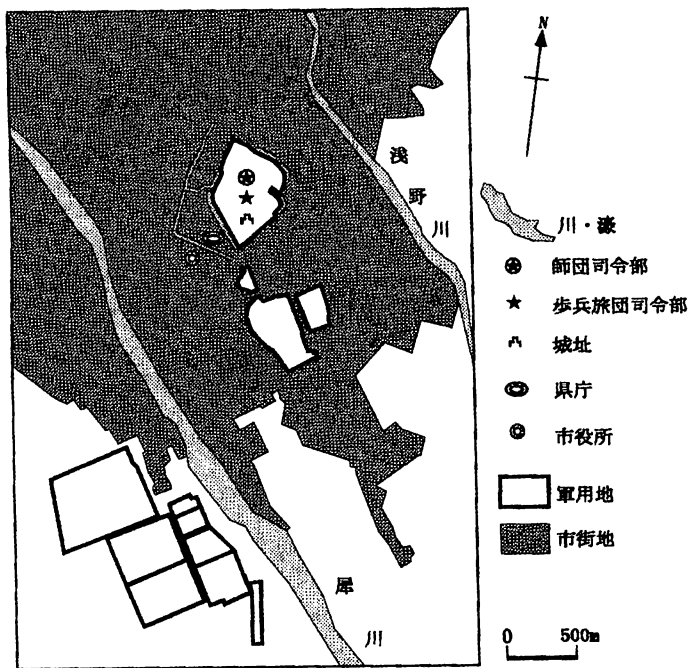 浅野川
犀川
N
川・濠
師団司令部
歩兵旅団司令部
城址
県庁
市役所
軍用地
市街地
0 500m